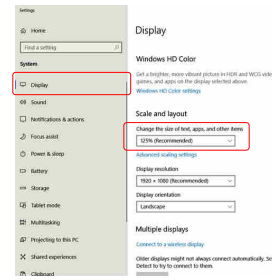 Settings
Home
Find a setting
System
Display
Sound
Notifications & actions
Focus assist
Power & sleep
Battery
Storage
Tablet mode
Multitasking
Projecting to this PC
Shared experiences
Clipboard
Display
Windows HD Color
Get a brighter, more vibrant picture in HDR and WCG vide
games, and apps on the display selected above.
Windows HD Color settings
Scale and layout
Change the size of text, apps, and other items
125% (Recommended)
Advanced scaling settings
Display resolution
1920 × 1080 (Recommended)
Display orientation
Landscape
Multiple displays
Connect to a wireless display
Older displays might not always connect automatically. Se
Detect to try to connect to them.